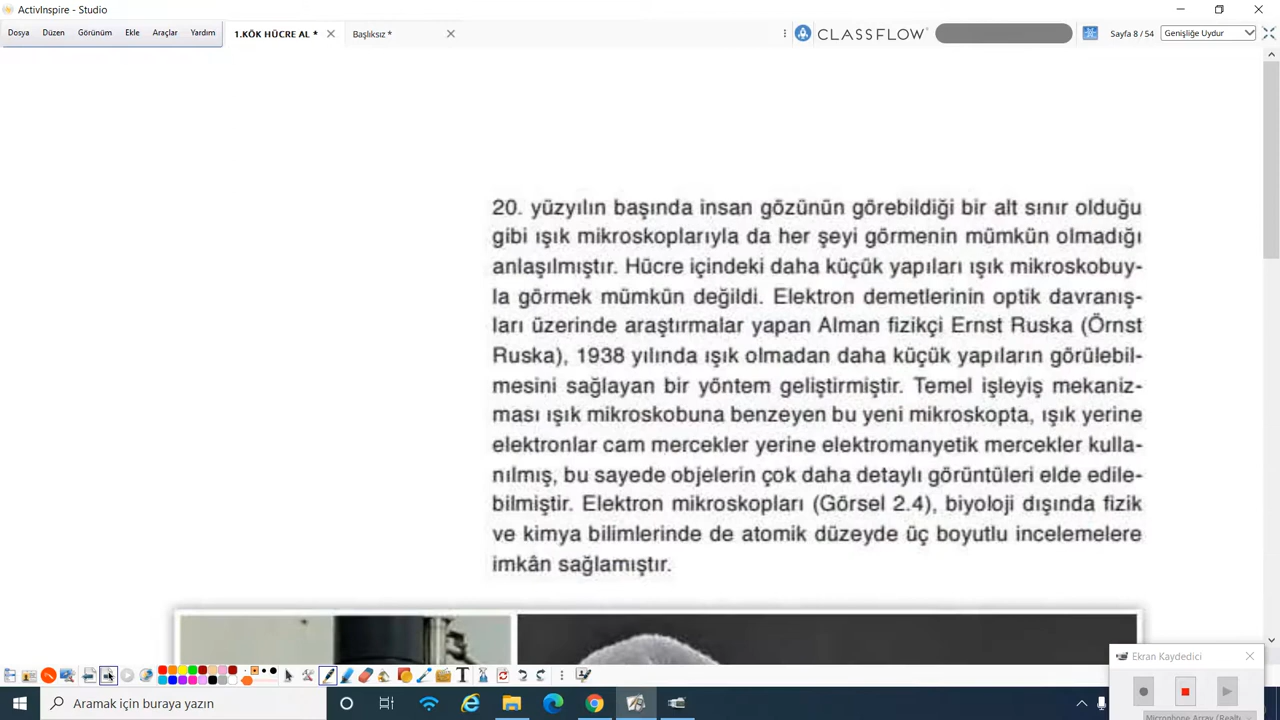 ActivInspire - Studio
Dosya Düzen Görünüm Ekle Araçlar Yardım 1.KÖK HÜCRE AL * Başlıksız * CLASSFLOW Sayfa 8 / 54 Genişliğe Uydur
20. yüzyılın başında insan gözünün görebildiği bir alt sınır olduğu
gibi ışık mikroskoplarıyla da her şeyi görmenin mümkün olmadığı
anlaşılmıştır. Hücre içindeki daha küçük yapıları ışık mikroskobuy-
la görmek mümkün değildi. Elektron demetlerinin optik davranış-
ları üzerinde araştırmalar yapan Alman fizikçi Ernst Ruska (Örnst
Ruska), 1938 yılında ışık olmadan daha küçük yapıların görülebil-
mesini sağlayan bir yöntem geliştirmiştir. Temel işleyiş mekaniz-
ması ışık mikroskobuna benzeyen bu yeni mikroskopta, ışık yerine
elektronlar cam mercekler yerine elektromanyetik mercekler kulla-
nılmış, bu sayede objelerin çok daha detaylı görüntüleri elde edile-
bilmiştir. Elektron mikroskopları (Görsel 2.4), biyoloji dışında fizik
ve kimya bilimlerinde de atomik düzeyde üç boyutlu incelemelere
imkân sağlamıştır.
Ekran Kaydedici
Microphone Array (Realte
Aramak için buraya yazın